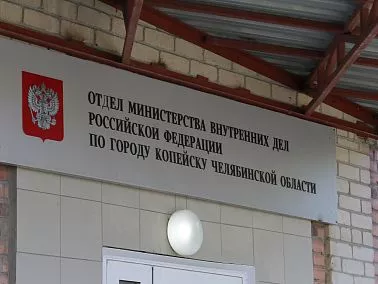 ОТДЕЛ МИНИСТЕРСТВА ВНУТРЕННИХ ДЕЛ
РОССИЙСКОЙ ФЕДЕРАЦИИ
ПО ГОРОДУ КОПЕЙСКУ ЧЕЛЯБИНСКОЙ ОБЛАСТИ